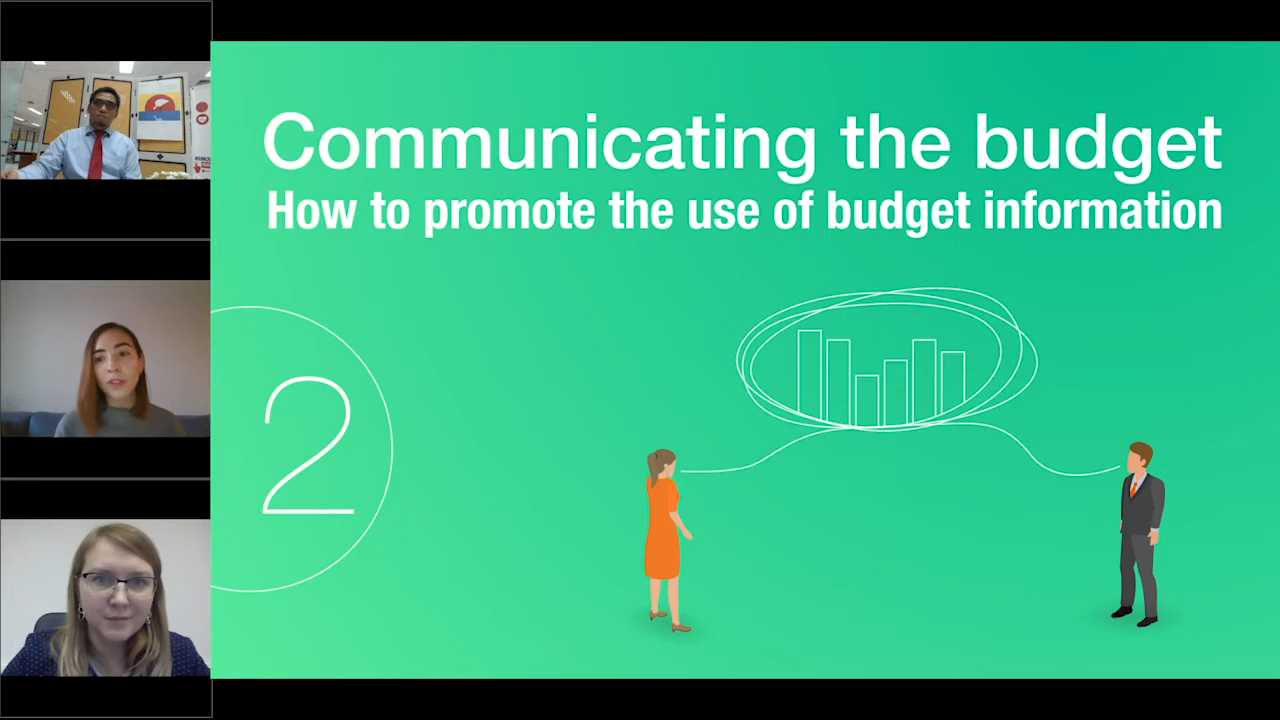 Communicating the budget
How to promote the use of budget information
2